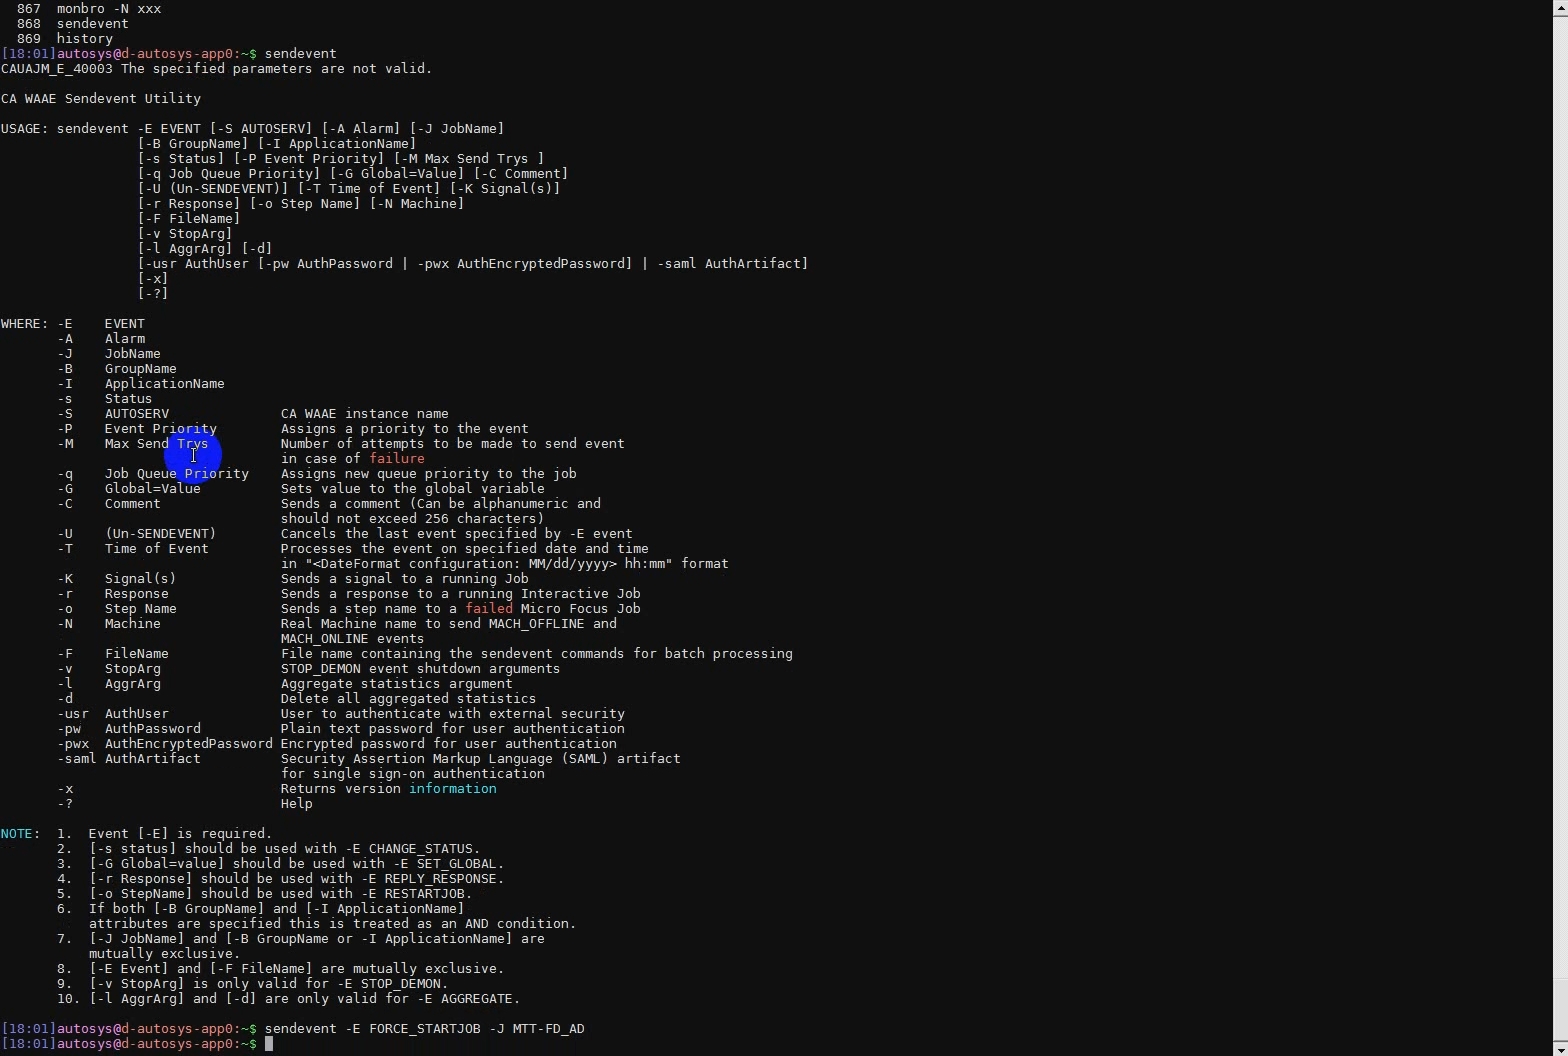 867  monbro -N xxx
868  sendevent
869  history
[18:01]autosys@d-autosys-app0:~$ sendevent
CAUAJM_E_40003 The specified parameters are not valid.
CA WAAE Sendevent Utility
USAGE: sendevent -E EVENT [-S AUTOSERV] [-A Alarm] [-J JobName]
[-B GroupName] [-I ApplicationName]
[-s Status] [-P Event Priority] [-M Max Send Trys ]
[-q Job Queue Priority] [-G Global=Value] [-C Comment]
[-U (Un-SENDEVENT)] [-T Time of Event] [-K Signal(s)]
[-r Response] [-o Step Name] [-N Machine]
[-F FileName]
[-v StopArg]
[-l AggrArg] [-d]
[-usr AuthUser [-pw AuthPassword | -pwx AuthEncryptedPassword] | -saml AuthArtifact]
[-x]
[-?]
WHERE: -E    EVENT
-A    Alarm
-J    JobName
-B    GroupName
-I    ApplicationName
-s    Status
-S    AUTOSERV              CA WAAE instance name
-P    Event Priority        Assigns a priority to the event
-M    Max Send Trys         Number of attempts to be made to send event
in case of failure
-q    Job Queue Priority    Assigns new queue priority to the job
-G    Global=Value          Sets value to the global variable
-C    Comment               Sends a comment (Can be alphanumeric and
should not exceed 256 characters)
-U    (Un-SENDEVENT)        Cancels the last event specified by -E event
-T    Time of Event         Processes the event on specified date and time
in "<DateFormat configuration: MM/dd/yyyy> hh:mm" format
-K    Signal(s)             Sends a signal to a running Job
-r    Response              Sends a response to a running Interactive Job
-o    Step Name             Sends a step name to a failed Micro Focus Job
-N    Machine               Real Machine name to send MACH_OFFLINE and
MACH_ONLINE events
-F    FileName              File name containing the sendevent commands for batch processing
-v    StopArg               STOP_DEMON event shutdown arguments
-l    AggrArg               Aggregate statistics argument
-d                          Delete all aggregated statistics
-usr  AuthUser              User to authenticate with external security
-pw   AuthPassword          Plain text password for user authentication
-pwx  AuthEncryptedPassword Encrypted password for user authentication
-saml AuthArtifact          Security Assertion Markup Language (SAML) artifact
for single sign-on authentication
-x                          Returns version information
-?                          Help
NOTE:  1.  Event [-E] is required.
2.  [-s status] should be used with -E CHANGE_STATUS.
3.  [-G Global=value] should be used with -E SET_GLOBAL.
4.  [-r Response] should be used with -E REPLY_RESPONSE.
5.  [-o StepName] should be used with -E RESTARTJOB.
6.  If both [-B GroupName] and [-I ApplicationName]
attributes are specified this is treated as an AND condition.
7.  [-J JobName] and [-B GroupName or -I ApplicationName] are
mutually exclusive.
8.  [-E Event] and [-F FileName] are mutually exclusive.
9.  [-v StopArg] is only valid for -E STOP_DEMON.
10. [-l AggrArg] and [-d] are only valid for -E AGGREGATE.
[18:01]autosys@d-autosys-app0:~$ sendevent -E FORCE_STARTJOB -J MTT-FD_AD
[18:01]autosys@d-autosys-app0:~$